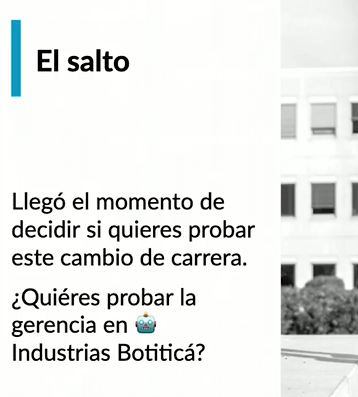 El salto
Llegó el momento de
decidir si quieres probar
este cambio de carrera.
¿Quiéres probar la
gerencia en 🤖
Industrias Botiticá?